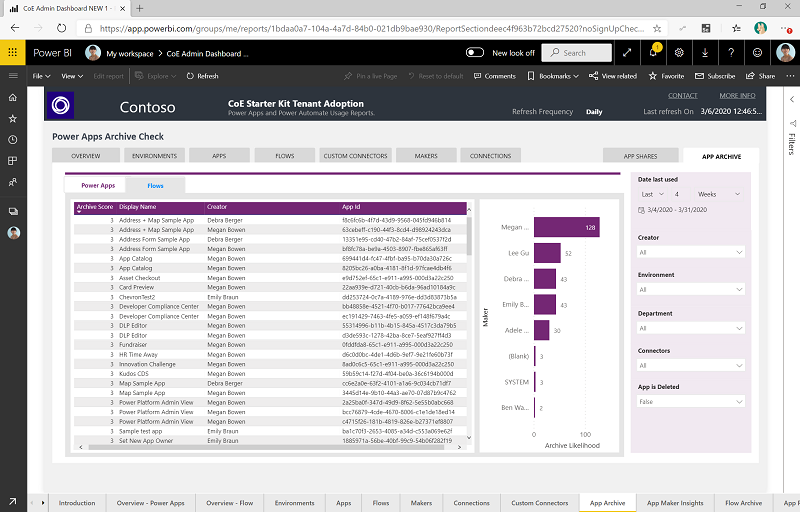 CoE Admin Dashboard NEW 1 -
https://app.powerbi.com/groups/me/reports/1bdaa0a7-104a-4a7d-84b0-021db9bae930/ReportSectiondeec4f963b72bcd27520?noSignUpChec...
Power BI My workspace > CoE Admin Dashboard ... New look off Search
File View Edit report Explore Refresh Pin a Live Page Reset to default Comments Bookmarks View related Favorite Subscribe Share ...
Contoso
CoE Starter Kit Tenant Adoption
Power Apps and Power Automate Usage Reports.
CONTACT MORE INFO
Refresh Frequency Daily Last refresh On 3/6/2020 12:46:5...
Filters
Power Apps Archive Check
OVERVIEW ENVIRONMENTS APPS FLOWS CUSTOM CONNECTORS MAKERS CONNECTIONS APP SHARES APP ARCHIVE
Power Apps Flows
Archive Score Display Name Creator App Id
3 Address + Map Sample App Debra Berger f8c6fc6b-4f7d-43d9-9568-045fd946b814
3 Address + Map Sample App Megan Bowen 63cebeff-c190-44f3-8cd4-d98924243dca
3 Address Form Sample App Debra Berger 13351e95-cd40-47b2-84af-75cef0537f2d
3 Address Form Sample App Megan Bowen bf8fc78a-be9a-4503-8907-fbe865af63ff
3 App Catalog Megan Bowen 699441d4-fc47-4fbf-ba95-b70da30a726c
3 App Catalog Megan Bowen 8205bc26-a0ba-4181-8f1d-97fcae4db4f6
3 Asset Checkout Megan Bowen e9d752ef-65c1-e911-a995-000d3a22c250
3 Card Preview Megan Bowen 22aa939e-d721-40cb-b6da-96ad10184a9c
3 ChevronTest2 Emily Braun dd253724-0c7a-4189-976e-dd3d83873b5a
3 Developer Compliance Center Megan Bowen bb48858e-4521-4f70-b017-77642bca9ee4
3 Developer Compliance Center Megan Bowen ec191429-7463-4fe5-a059-ef148f679a4c
3 DLP Editor Megan Bowen 55314996-b11b-4b15-845a-4517c3da79b5
3 DLP Editor Megan Bowen d3de593c-1278-42ba-8ce7-5eaf927ff4d3
3 Fundraiser Megan Bowen 0fddfda8-65c1-e911-a995-000d3a22c250
3 HR Time Away Megan Bowen d6c0d0bc-4de1-4d6b-9ef7-9e21fe60b73f
3 Innovation Challenge Megan Bowen 8ad0c6c5-65c1-e911-a995-000d3a22c250
3 Kudos CDS Megan Bowen 59b59c14-f27d-4f04-be0a-36c6194b000d
3 Map Sample App Debra Berger cc6e2a0e-63f2-4101-a1a6-9c034cb71df7
3 Map Sample App Megan Bowen 3445d14e-9b10-44a3-ae70-07d87b9c4762
3 Power Platform Admin View Megan Bowen 2a25ba0f-347d-49d9-8f62-5e55b0abc668
3 Power Platform Admin View Megan Bowen bcc76879-4cde-4670-8006-c1e1de18ed14
3 Power Platform Admin View Megan Bowen c4715f26-181b-4819-826e-b27371ef8807
3 Sample test app Emily Braun ba1c70f3-2653-4085-a34d-c553a069e62f
3 Set New App Owner Emily Braun 1885971a-56be-40bf-99c9-54b06f282f19
Maker
Megan ... 128
Lee Gu 52
Debra ... 43
Emily B... 43
Adele ... 30
(Blank) 3
SYSTEM 3
Ben Wa... 2
0 100
Archive Likelihood
Date last used
Last 4 Weeks
3/4/2020 - 3/31/2020
Creator
All
Environment
All
Department
All
Connectors
All
App is Deleted
False
Introduction Overview - Power Apps Overview - Flow Environments Apps Flows Makers Connections Custom Connectors App Archive App Maker Insights Flow Archive App R